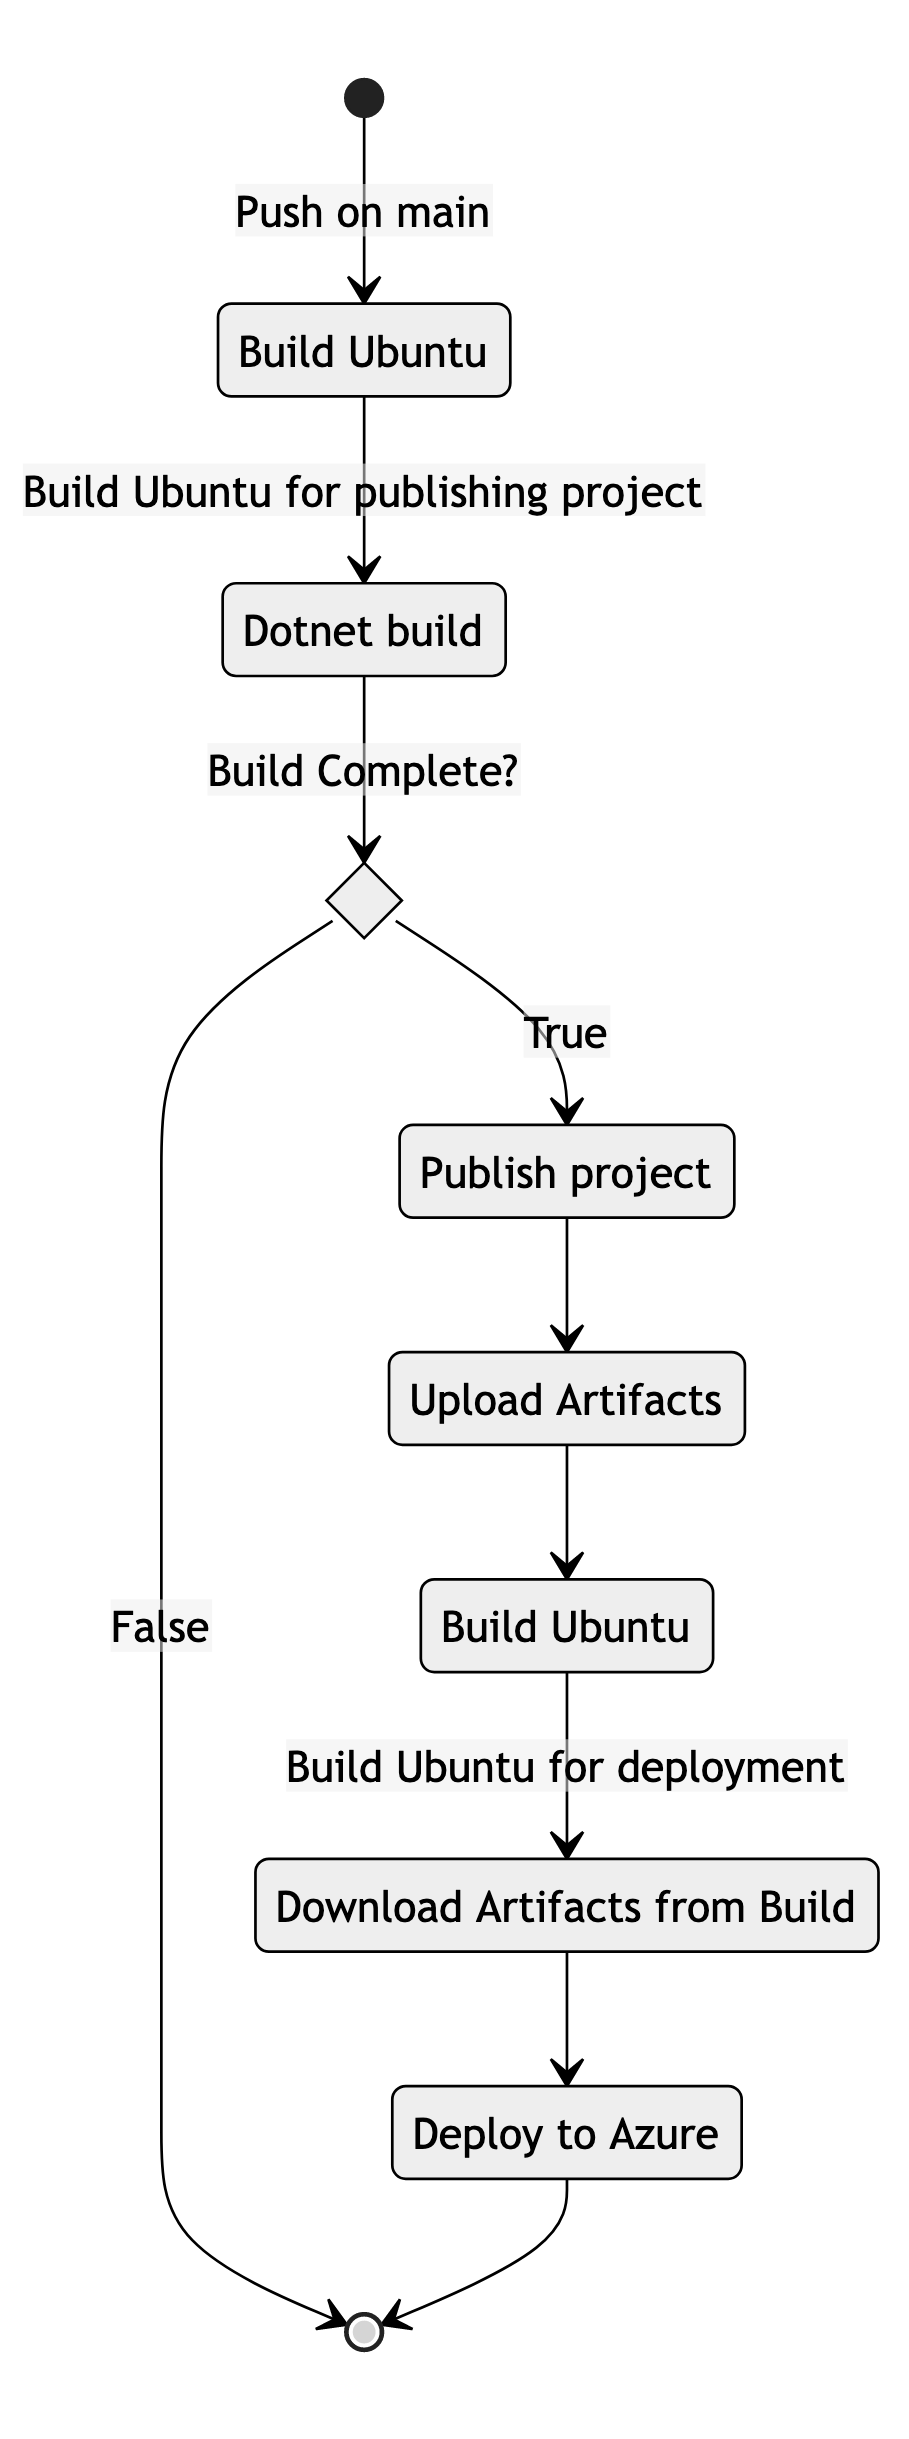 Push on main
Build Ubuntu
Build Ubuntu for publishing project
Dotnet build
Build Complete?
True
Publish project
Upload Artifacts
Build Ubuntu
False
Build Ubuntu for deployment
Download Artifacts from Build
Deploy to Azure